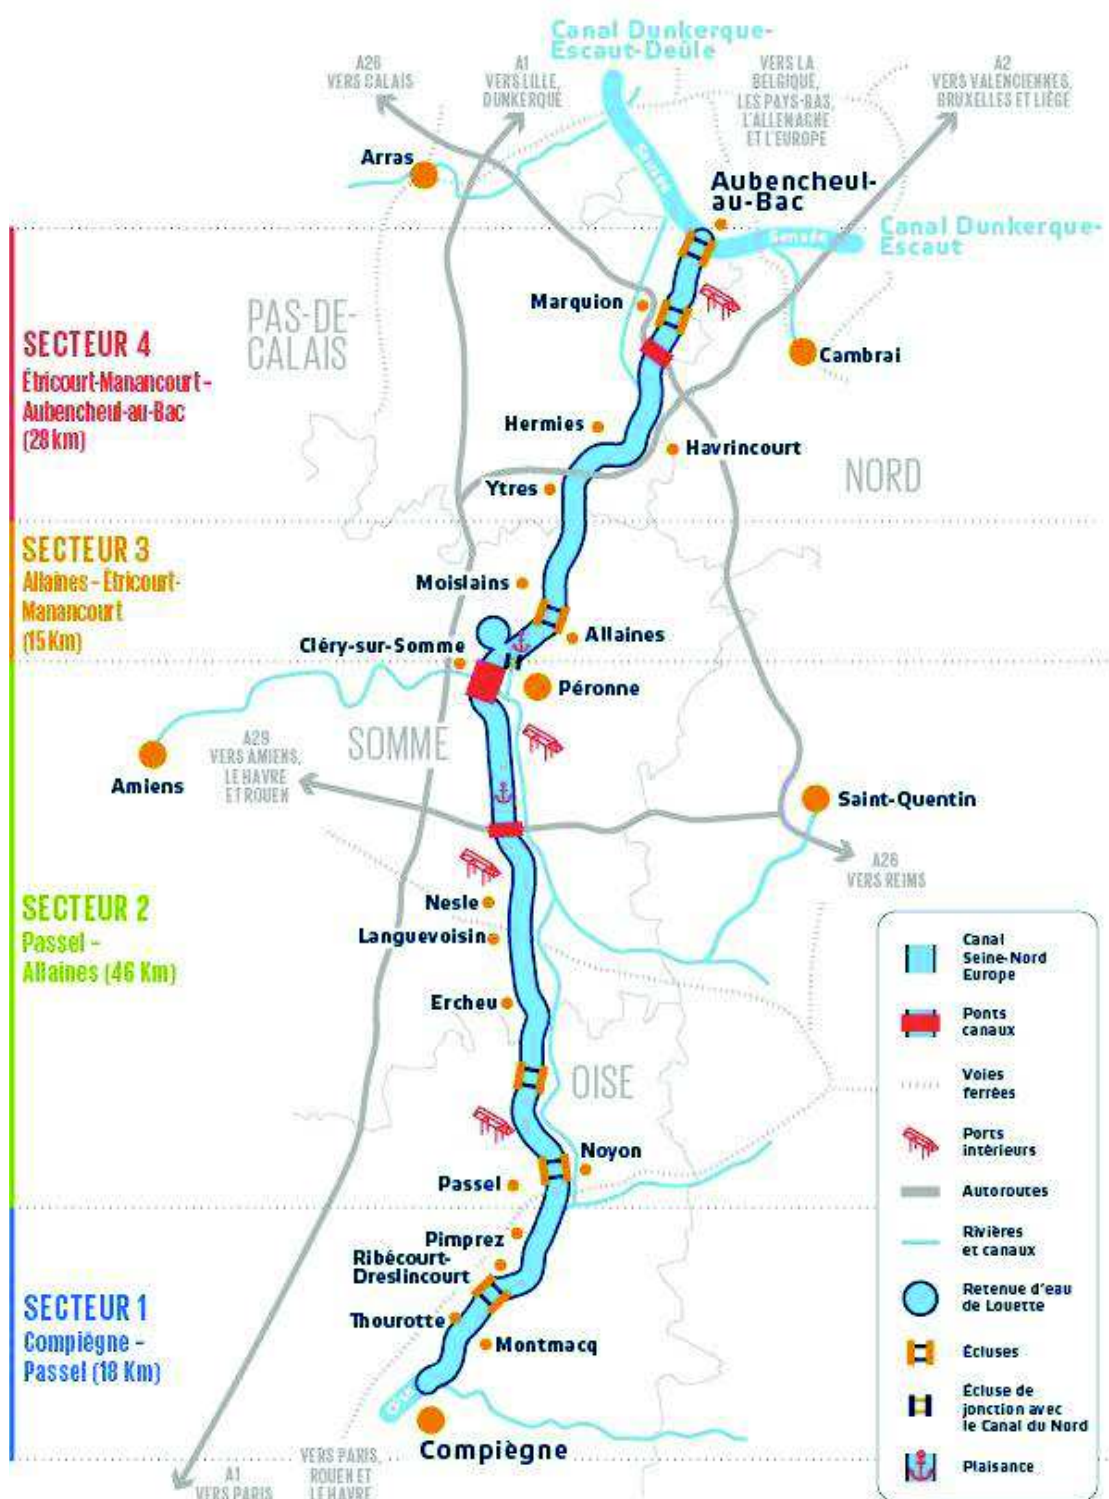 Canal Dunkerque-
Escaut-Deûle
A26
VERS CALAIS
A1
VERS LILLE,
DUNKERQUE
VERS LA
BELGIQUE,
LES PAYS-BAS,
L'ALLEMAGNE
ET L'EUROPE
A2
VERS VALENCIENNES,
BRUXELLES ET LIÈGE
Arras
Aubencheul-
au-Bac
Canal Dunkerque-
Escaut
PAS-DE-
CALAIS
Marquion
Cambrai
SECTEUR 4
Étricourt-Manancourt -
Aubencheul-au-Bac
(28 km)
Hermies
Havrincourt
NORD
Ytres
SECTEUR 3
Allaines - Étricourt-
Manancourt
(15 Km)
Moislains
Allaines
Cléry-sur-Somme
Péronne
SOMME
A29
VERS AMIENS,
LE HAVRE
ET ROUEN
Amiens
Saint-Quentin
A26
VERS REIMS
SECTEUR 2
Passel -
Allaines (46 Km)
Nesle
Languevoisin
Ercheu
OISE
Noyon
Passel
Pimprez
Ribécourt-
Dreslincourt
Thourotte
Montmacq
SECTEUR 1
Compiègne -
Passel (18 Km)
Compiègne
A1
VERS PARIS
VERS PARIS,
ROUEN ET
LE HAVRE
Canal
Seine-Nord
Europe
Ponts
canaux
Voies
ferrées
Ports
intérieurs
Autoroutes
Rivières
et canaux
Retenue d'eau
de Louette
Écluses
Écluse de
jonction avec
le Canal du Nord
Plaisance